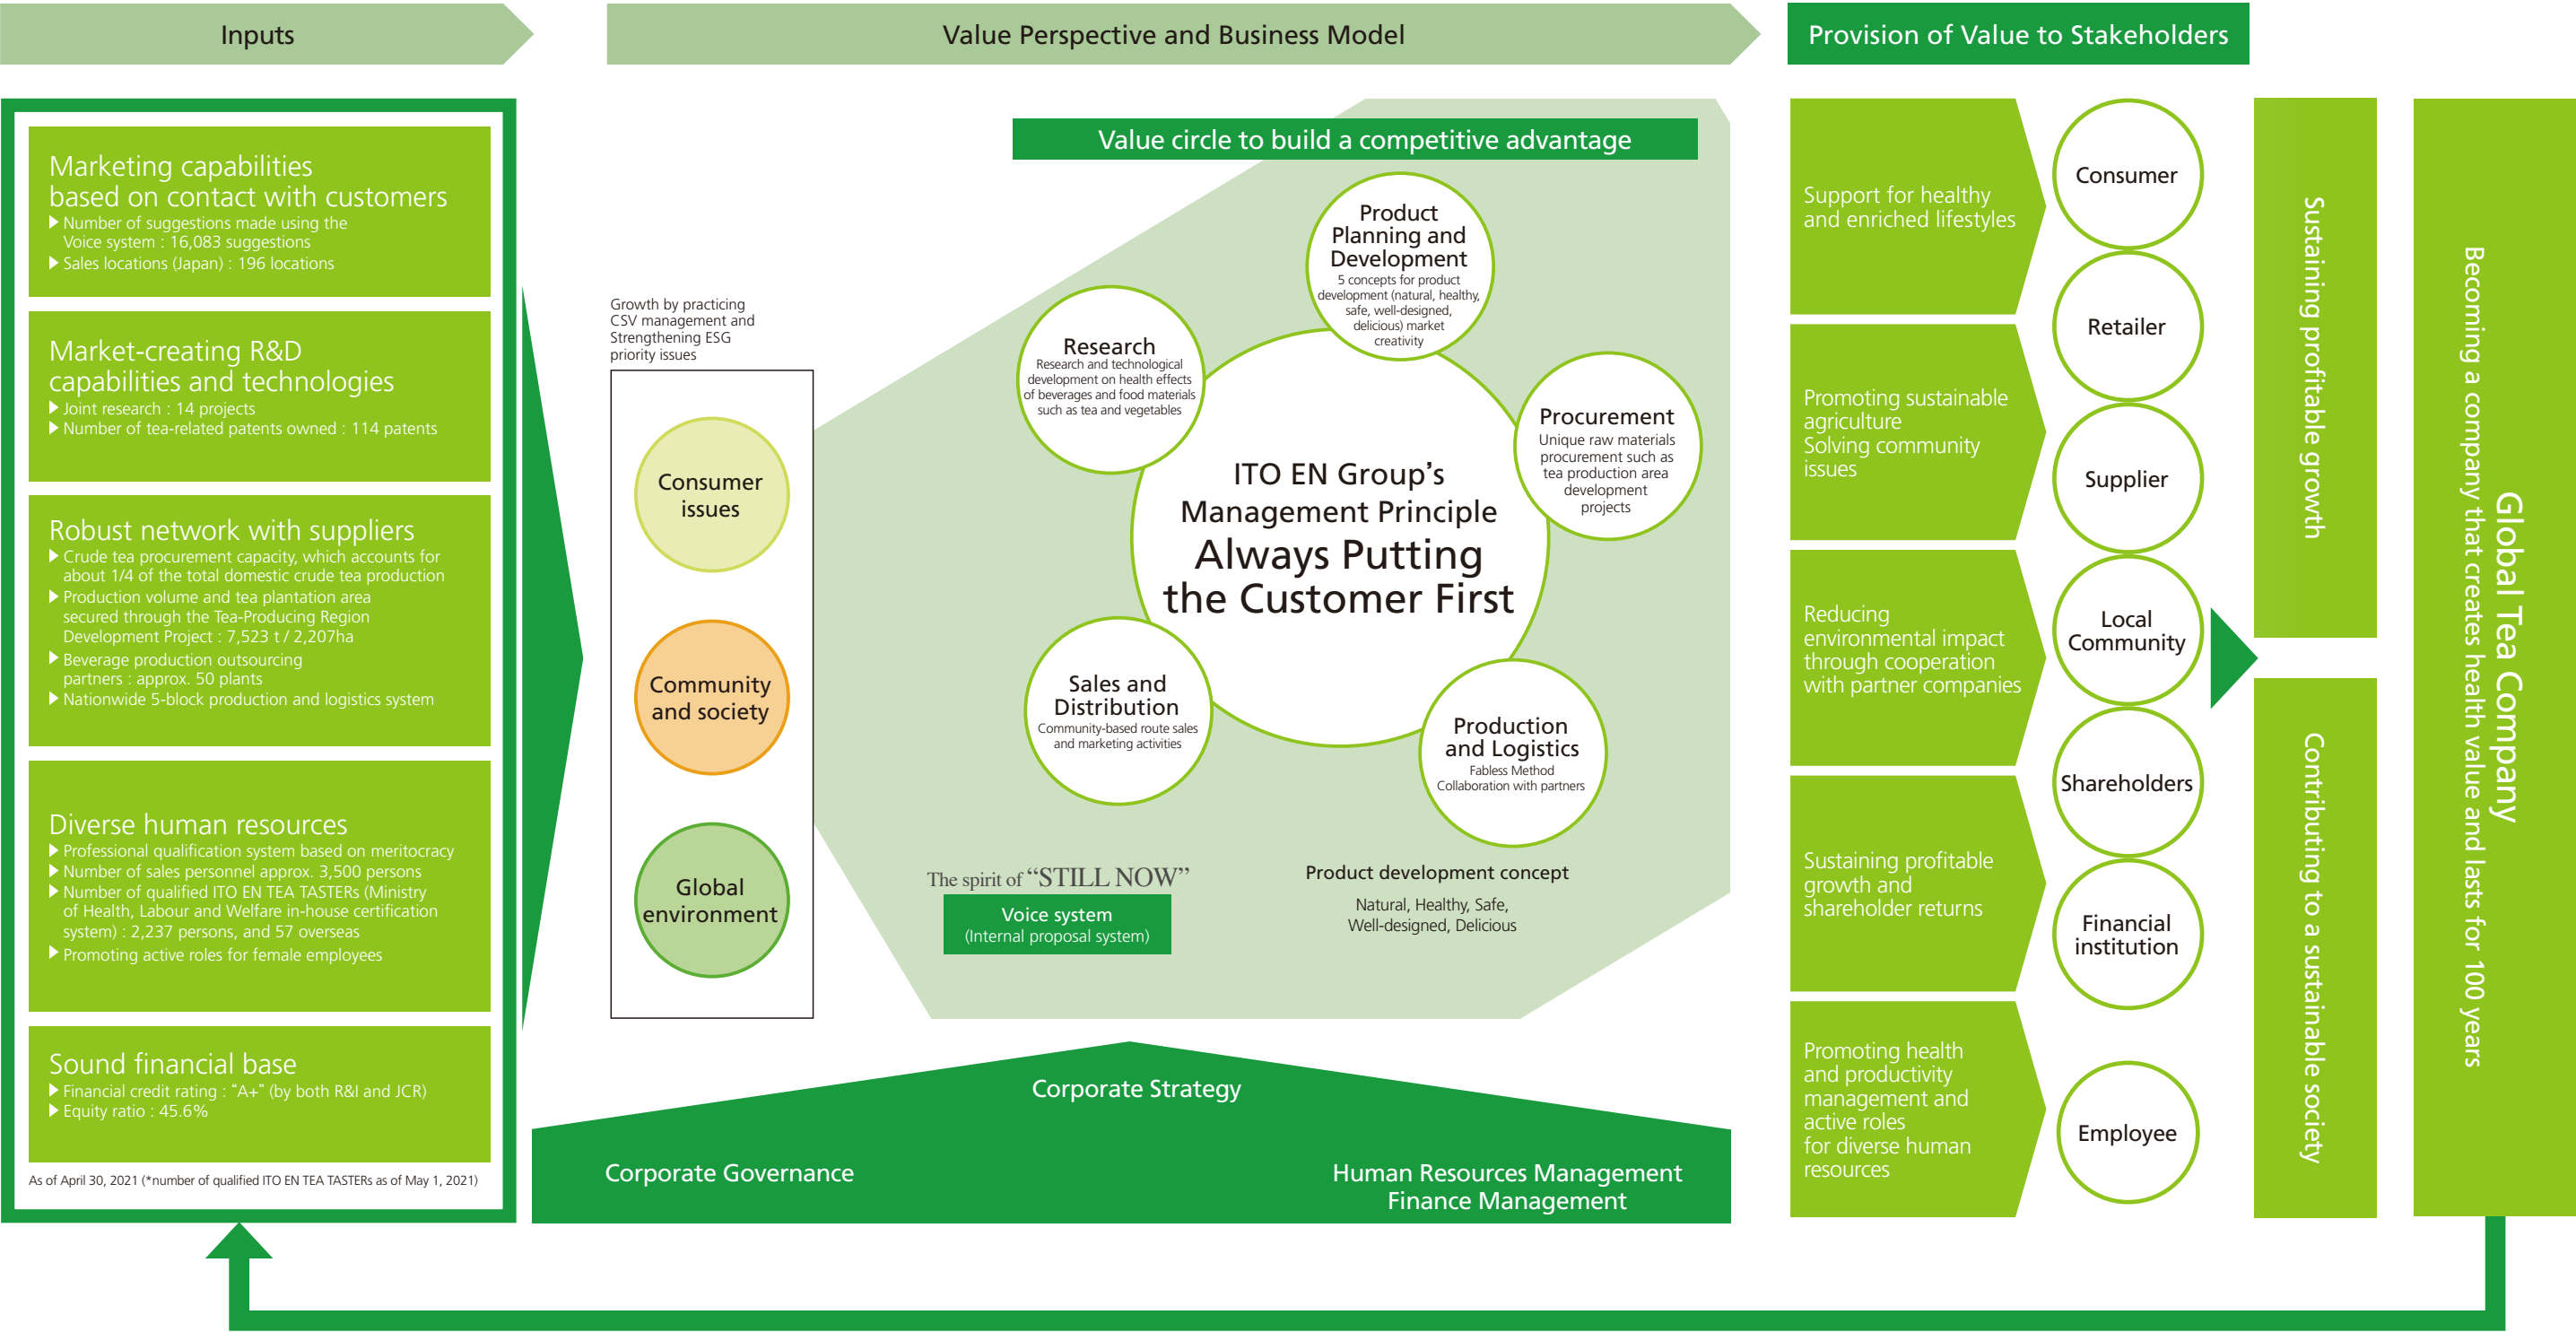 Inputs
Value Perspective and Business Model
Provision of Value to Stakeholders
Marketing capabilities
based on contact with customers
Number of suggestions made using the
Voice system : 16,083 suggestions
Sales locations (Japan) : 196 locations
Market-creating R&D
capabilities and technologies
Joint research : 14 projects
Number of tea-related patents owned : 114 patents
Robust network with suppliers
Crude tea procurement capacity, which accounts for
about 1/4 of the total domestic crude tea production
Production volume and tea plantation area
secured through the Tea-Producing Region
Development Project : 7,523 t / 2,207ha
Beverage production outsourcing
partners : approx. 50 plants
Nationwide 5-block production and logistics system
Diverse human resources
Professional qualification system based on meritocracy
Number of sales personnel approx. 3,500 persons
Number of qualified ITO EN TEA TASTERs (Ministry
of Health, Labour and Welfare in-house certification
system) : 2,237 persons, and 57 overseas
Promoting active roles for female employees
Sound financial base
Financial credit rating : “A+” (by both R&I and JCR)
Equity ratio : 45.6%
As of April 30, 2021 (*number of qualified ITO EN TEA TASTERs as of May 1, 2021)
Growth by practicing
CSV management and
Strengthening ESG
priority issues
Consumer
issues
Community
and society
Global
environment
Value circle to build a competitive advantage
Product
Planning and
Development
5 concepts for product
development (natural, healthy,
safe, well-designed,
delicious) market
creativity
Research
Research and technological
development on health effects
of beverages and food materials
such as tea and vegetables
Procurement
Unique raw materials
procurement such as
tea production area
development
projects
ITO EN Group’s
Management Principle
Always Putting
the Customer First
Sales and
Distribution
Community-based route sales
and marketing activities
Production
and Logistics
Fabless Method
Collaboration with partners
The spirit of “STILL NOW”
Voice system
(Internal proposal system)
Product development concept
Natural, Healthy, Safe,
Well-designed, Delicious
Corporate Strategy
Corporate Governance
Human Resources Management
Finance Management
Support for healthy
and enriched lifestyles
Promoting sustainable
agriculture
Solving community
issues
Reducing
environmental impact
through cooperation
with partner companies
Sustaining profitable
growth and
shareholder returns
Promoting health
and productivity
management and
active roles
for diverse human
resources
Consumer
Retailer
Supplier
Local
Community
Shareholders
Financial
institution
Employee
Sustaining profitable growth
Contributing to a sustainable society
Global Tea Company
Becoming a company that creates health value and lasts for 100 years